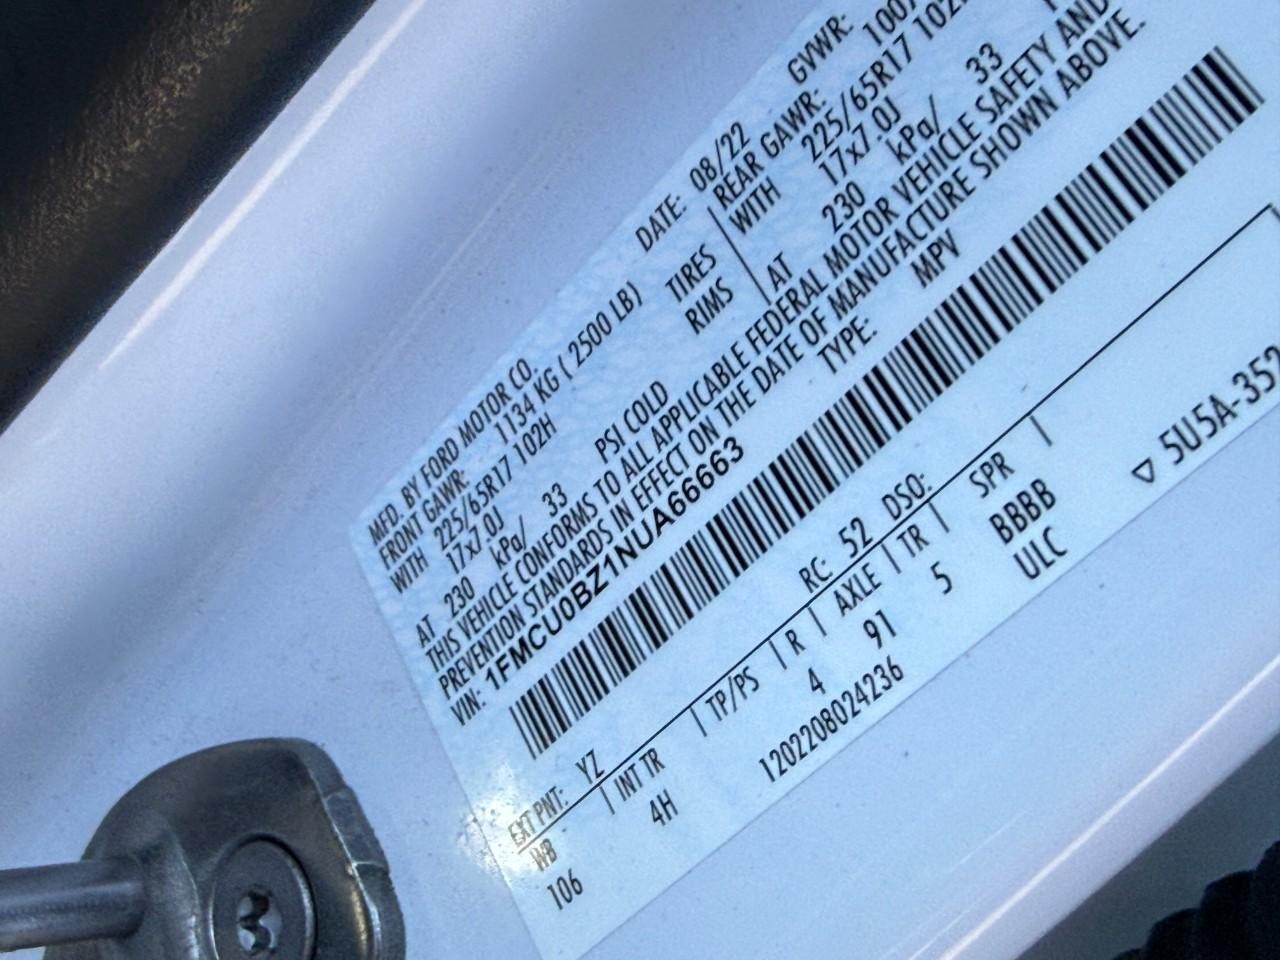 MFD. BY FORD MOTOR CO. DATE: 08/22 GVWR:
FRONT GAWR: 1134 KG ( 2500 LB) REAR GAWR: 1007
WITH 225/65R17 102H TIRES WITH 225/65R17
17x7.0J RIMS 17x7.0J
AT 230 kPa/ 33 PSI COLD AT 230 kPa/ 33
THIS VEHICLE CONFORMS TO ALL APPLICABLE FEDERAL MOTOR VEHICLE SAFETY AND
PREVENTION STANDARDS IN EFFECT ON THE DATE OF MANUFACTURE SHOWN ABOVE.
VIN: 1FMCU0BZ1NUA66663 TYPE: MPV
EXT PNT: YZ RC: 52 DSO:
WB INT TR TP/PS R AXLE TR SPR
106 4H 4 91 5 BBBB
1202208024236 ULC
▽ 5U5A-352